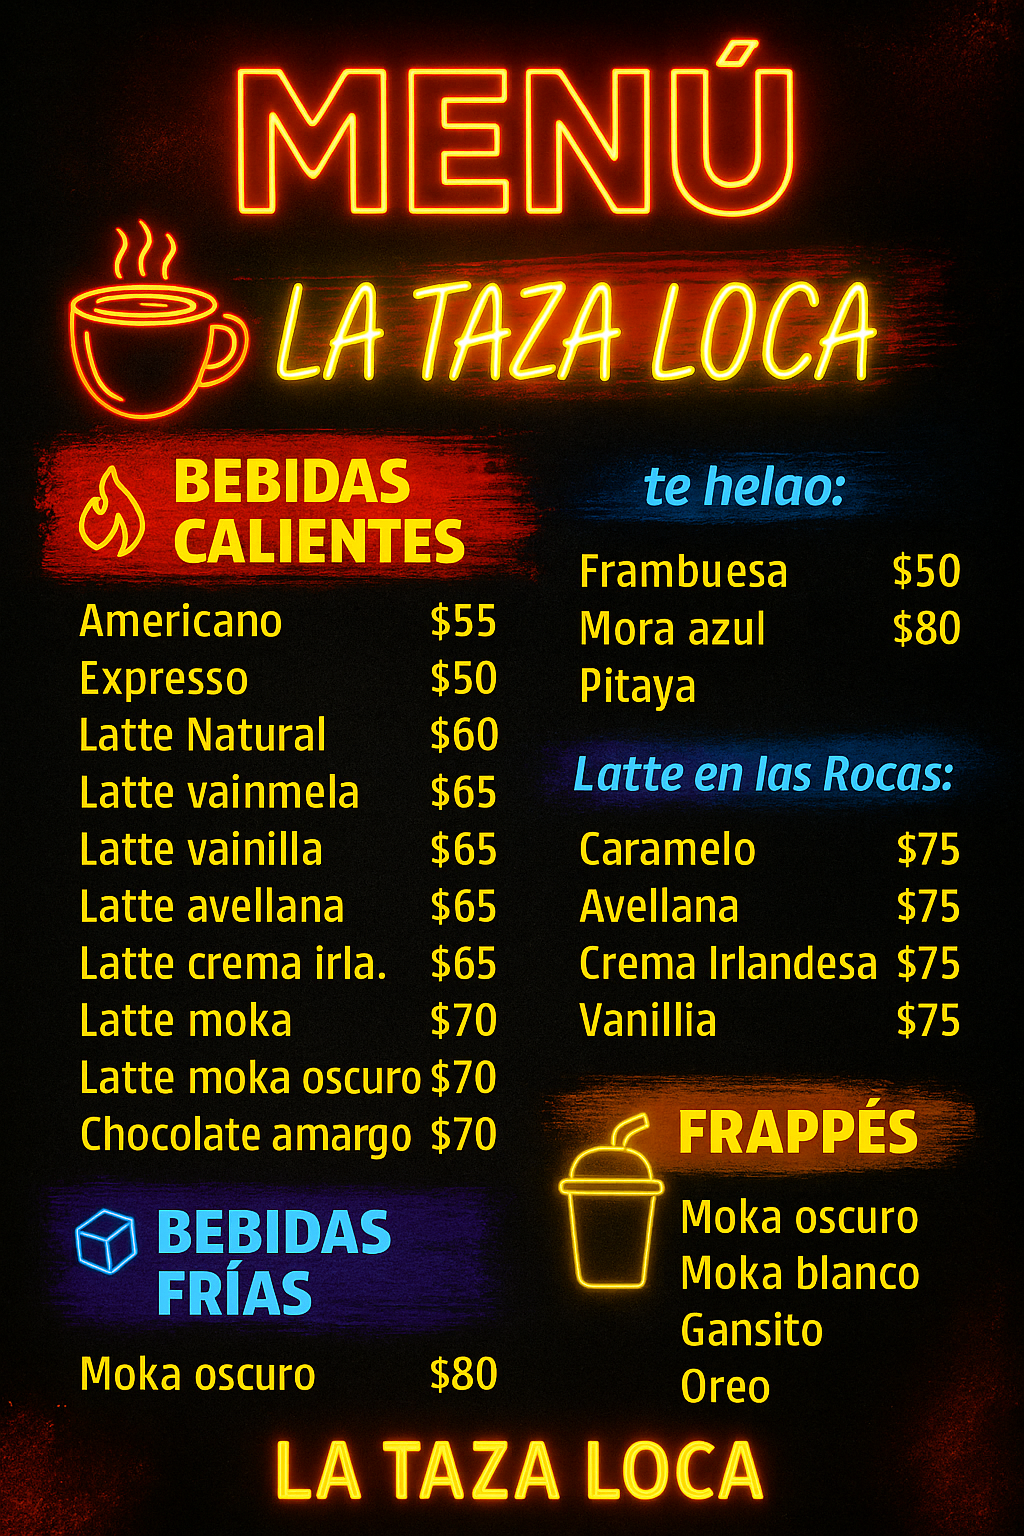 MENÚ
LA TAZA LOCA
BEBIDAS
CALIENTES
Americano $55
Expresso $50
Latte Natural $60
Latte vainmela $65
Latte vainilla $65
Latte avellana $65
Latte crema irla. $65
Latte moka $70
Latte moka oscuro $70
Chocolate amargo $70
BEBIDAS
FRÍAS
Moka oscuro $80
te helao:
Frambuesa $50
Mora azul $80
Pitaya
Latte en las Rocas:
Caramelo $75
Avellana $75
Crema Irlandesa $75
Vanillia $75
FRAPPÉS
Moka oscuro
Moka blanco
Gansito
Oreo
LA TAZA LOCA